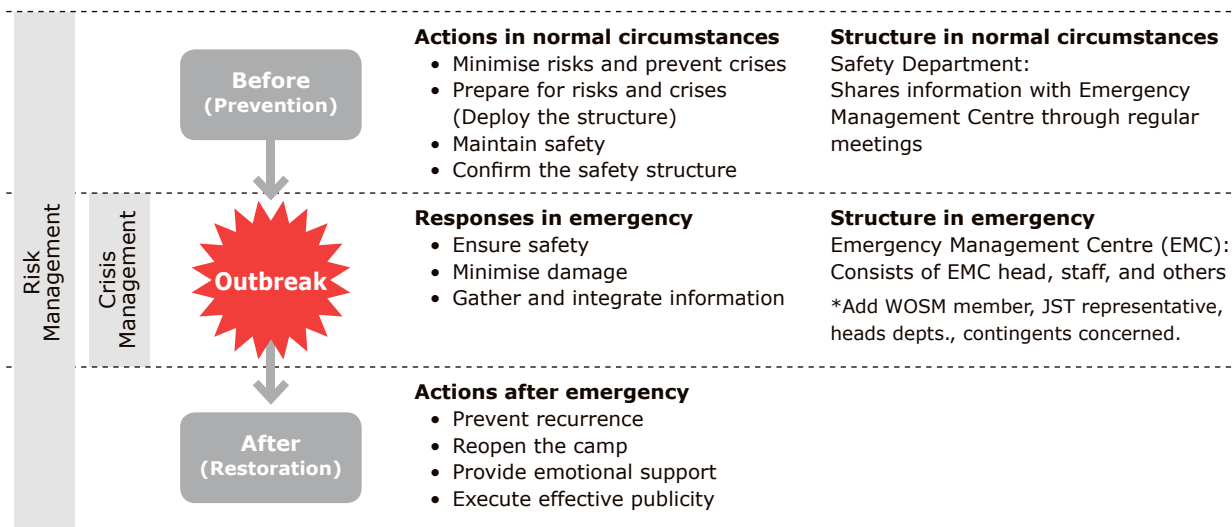 Risk
Management
Crisis
Management
Before
(Prevention)
Actions in normal circumstances
• Minimise risks and prevent crises
• Prepare for risks and crises
(Deploy the structure)
• Maintain safety
• Confirm the safety structure
Structure in normal circumstances
Safety Department:
Shares information with Emergency
Management Centre through regular
meetings
Outbreak
Responses in emergency
• Ensure safety
• Minimise damage
• Gather and integrate information
Structure in emergency
Emergency Management Centre (EMC):
Consists of EMC head, staff, and others
*Add WOSM member, JST representative,
heads depts., contingents concerned.
After
(Restoration)
Actions after emergency
• Prevent recurrence
• Reopen the camp
• Provide emotional support
• Execute effective publicity